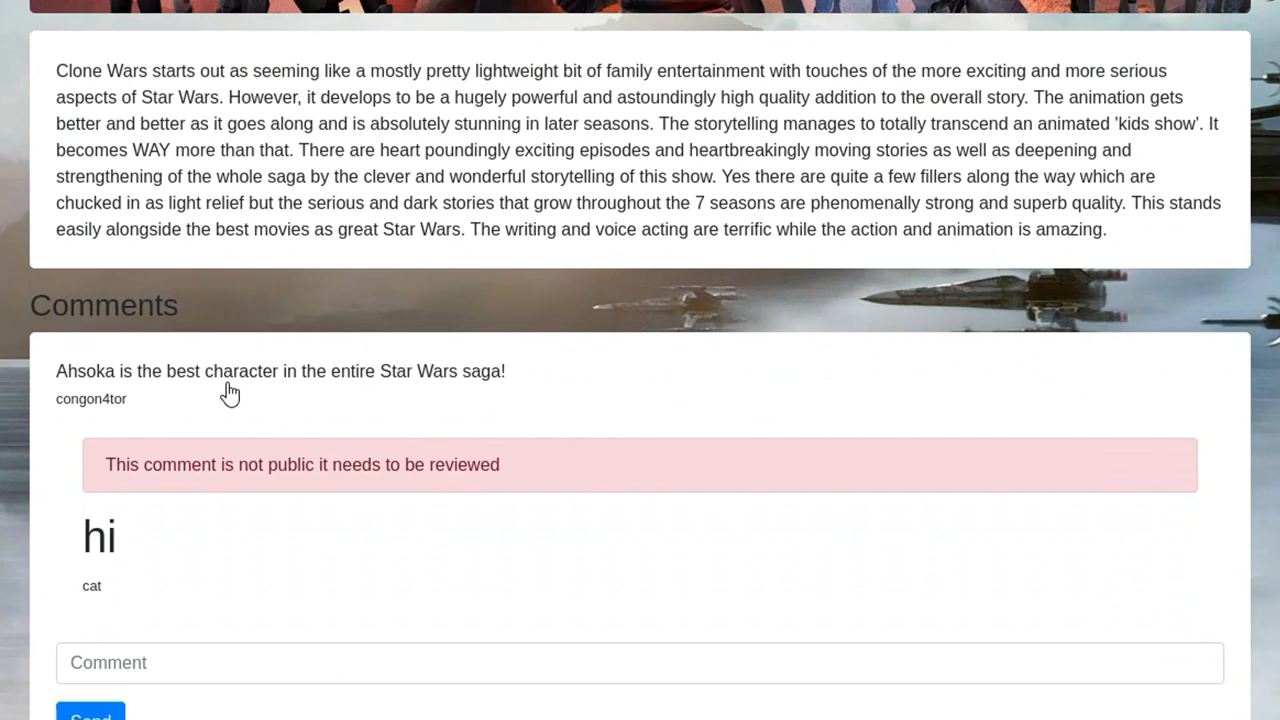 Clone Wars starts out as seeming like a mostly pretty lightweight bit of family entertainment with touches of the more exciting and more serious
aspects of Star Wars. However, it develops to be a hugely powerful and astoundingly high quality addition to the overall story. The animation gets
better and better as it goes along and is absolutely stunning in later seasons. The storytelling manages to totally transcend an animated 'kids show'. It
becomes WAY more than that. There are heart poundingly exciting episodes and heartbreakingly moving stories as well as deepening and
strengthening of the whole saga by the clever and wonderful storytelling of this show. Yes there are quite a few fillers along the way which are
chucked in as light relief but the serious and dark stories that grow throughout the 7 seasons are phenomenally strong and superb quality. This stands
easily alongside the best movies as great Star Wars. The writing and voice acting are terrific while the action and animation is amazing.
Comments
Ahsoka is the best character in the entire Star Wars saga!
congon4tor
This comment is not public it needs to be reviewed
hi
cat
Comment
Send